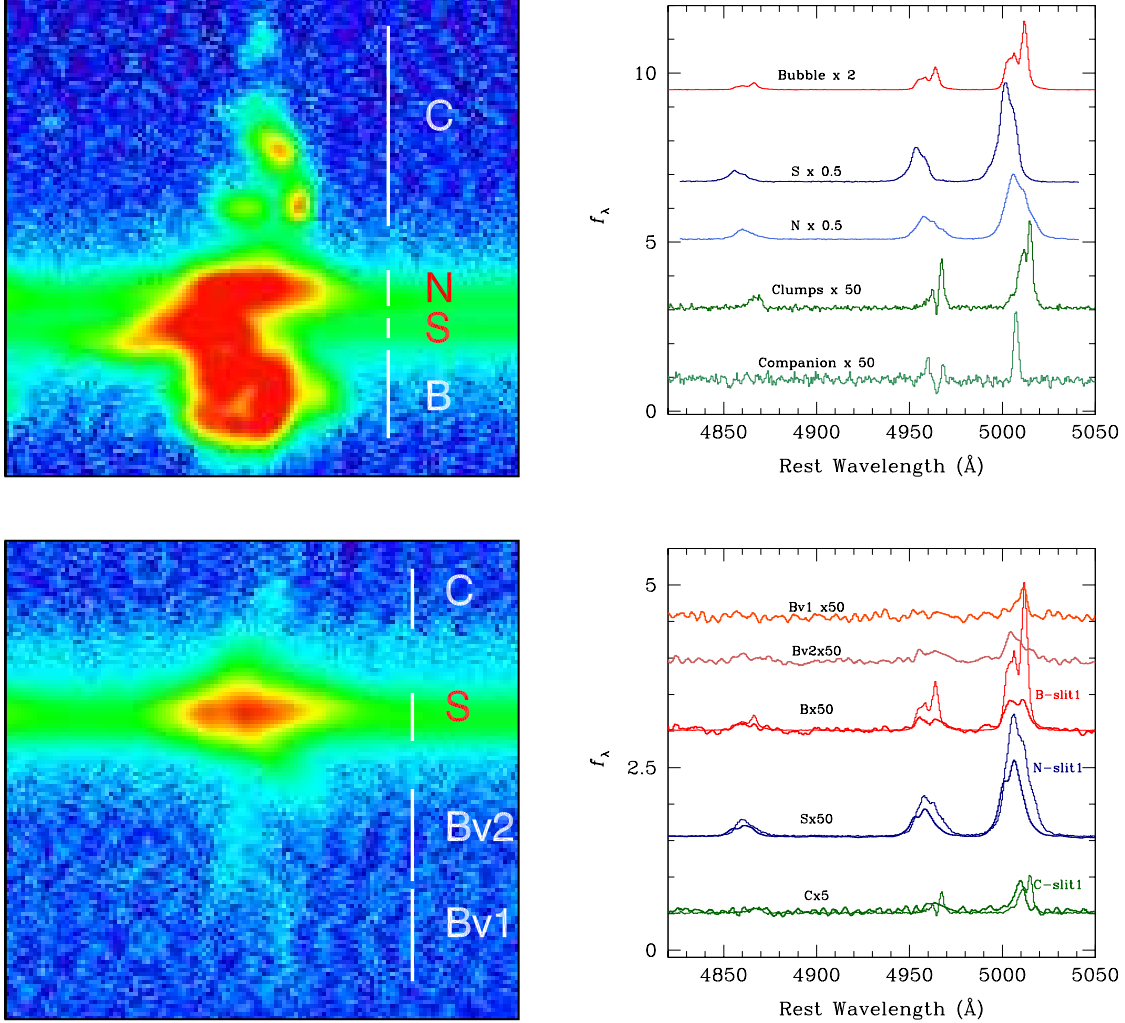 C
N
S
B
10
5
0
fλ
Bubble x 2
S x 0.5
N x 0.5
Clumps x 50
Companion x 50
4850 4900 4950 5000 5050
Rest Wavelength (Å)
C
S
Bv2
Bv1
5
2.5
0
fλ
Bv1 x50
Bv2x50
B-slit1
Bx50
N-slit1
Sx50
C-slit1
Cx5
4850 4900 4950 5000 5050
Rest Wavelength (Å)